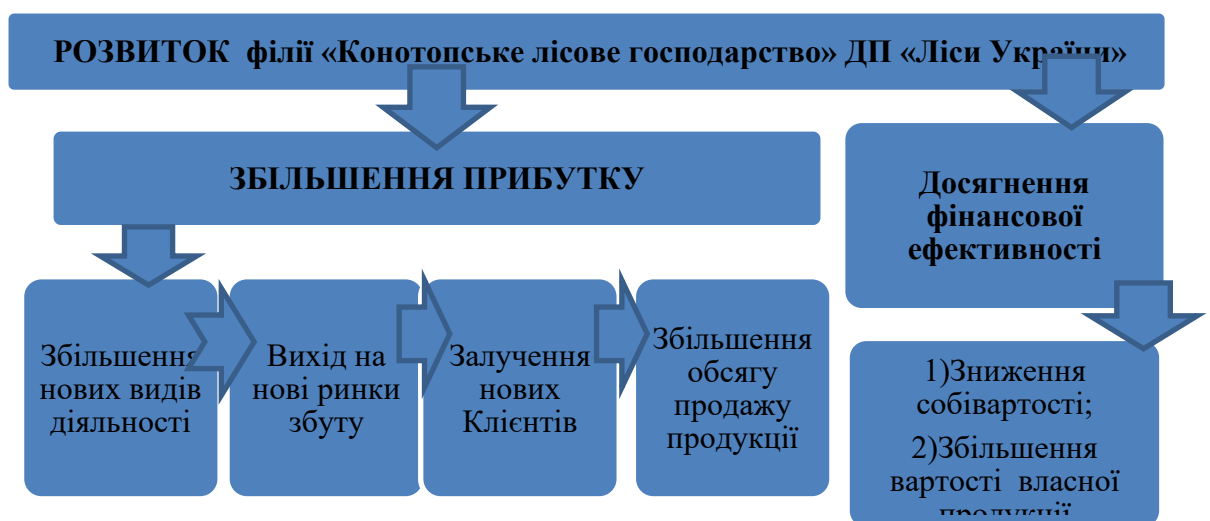 РОЗВИТОК філії «Конотопське лісове господарство» ДП «Ліси України»
ЗБІЛЬШЕННЯ ПРИБУТКУ
Досягнення
фінансової
ефективності
Збільшення
нових видів
діяльності
Вихід на
нові ринки
збуту
Залучення
нових
Клієнтів
Збільшення
обсягу
продажу
продукції
1)Зниження
собівартості;
2)Збільшення
вартості власної
продукції